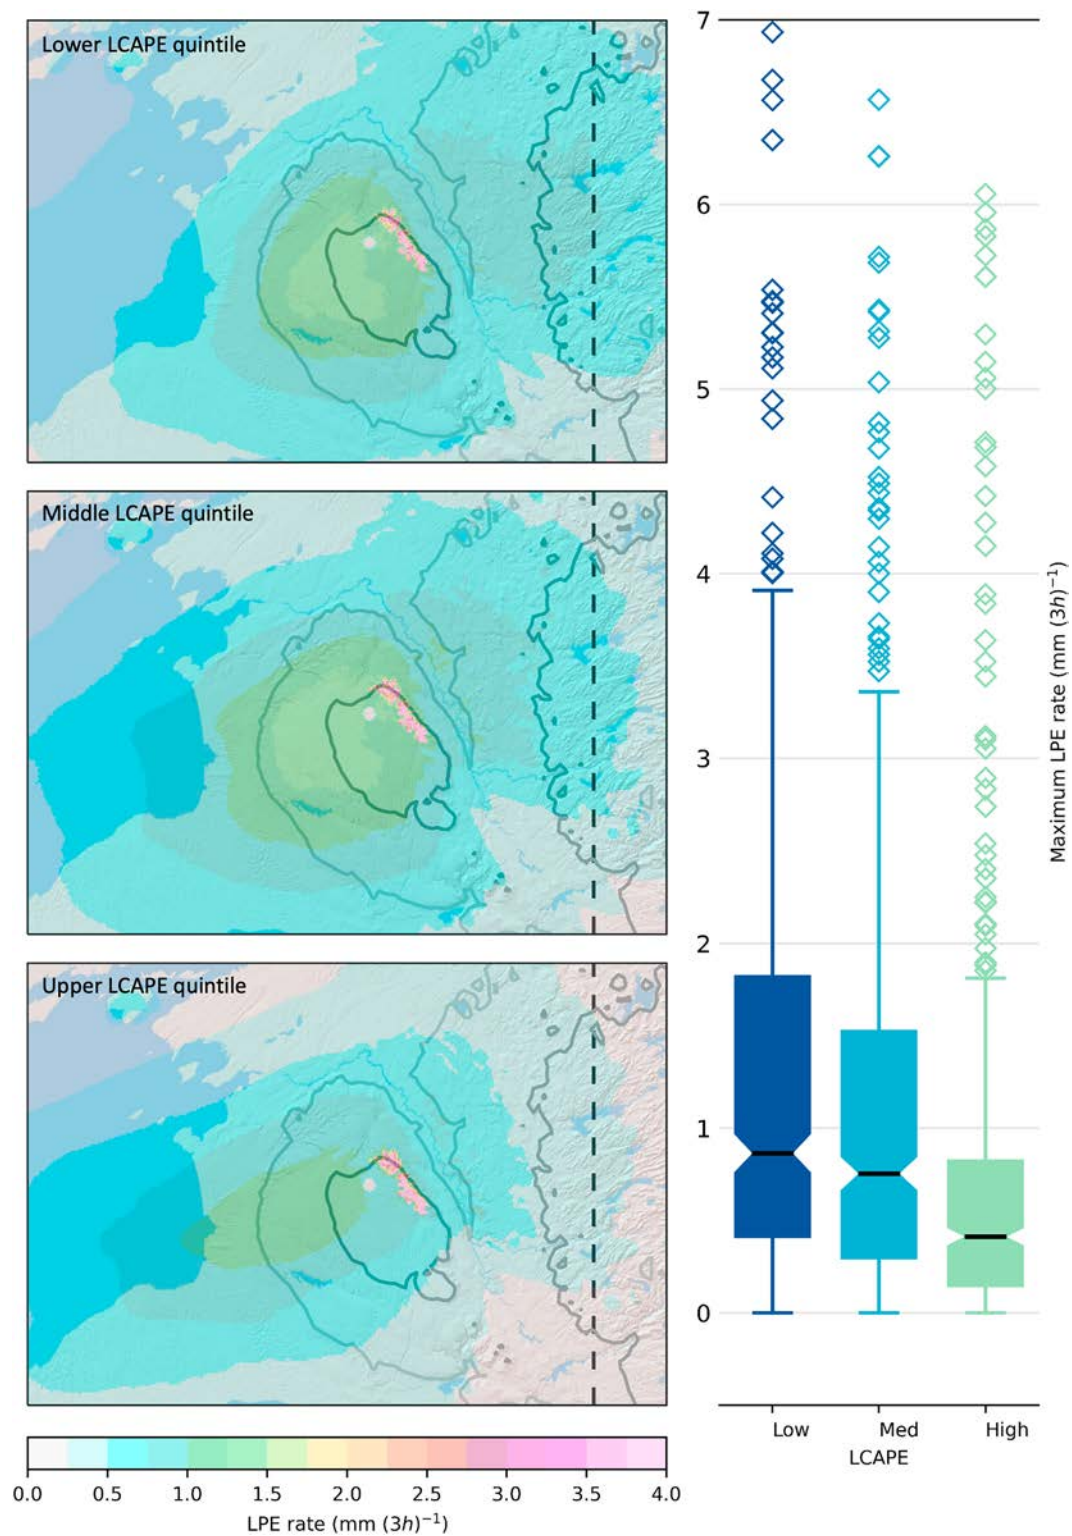 Lower LCAPE quintile
Middle LCAPE quintile
Upper LCAPE quintile
0.0 0.5 1.0 1.5 2.0 2.5 3.0 3.5 4.0
LPE rate (mm (3h)⁻¹)
7
6
5
4
3
2
1
0
Low Med High
LCAPE
Maximum LPE rate (mm (3h)⁻¹)